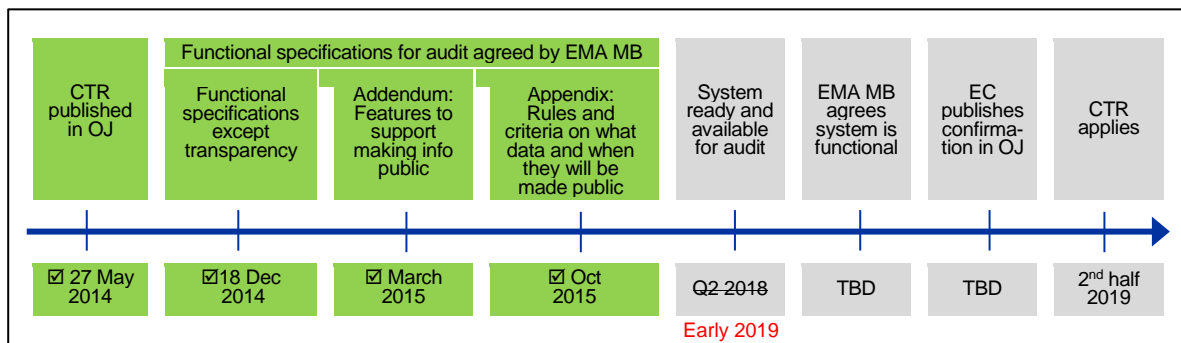 Functional specifications for audit agreed by EMA MB
CTR
published
in OJ
Functional
specifications
except
transparency
Addendum:
Features to
support
making info
public
Appendix:
Rules and
criteria on what
data and when
they will be
made public
System
ready and
available
for audit
EMA MB
agrees
system is
functional
EC
publishes
confirma-
tion in OJ
CTR
applies
☑ 27 May
2014
☑18 Dec
2014
☑ March
2015
☑ Oct
2015
Q2 2018
Early 2019
TBD
TBD
2nd half
2019